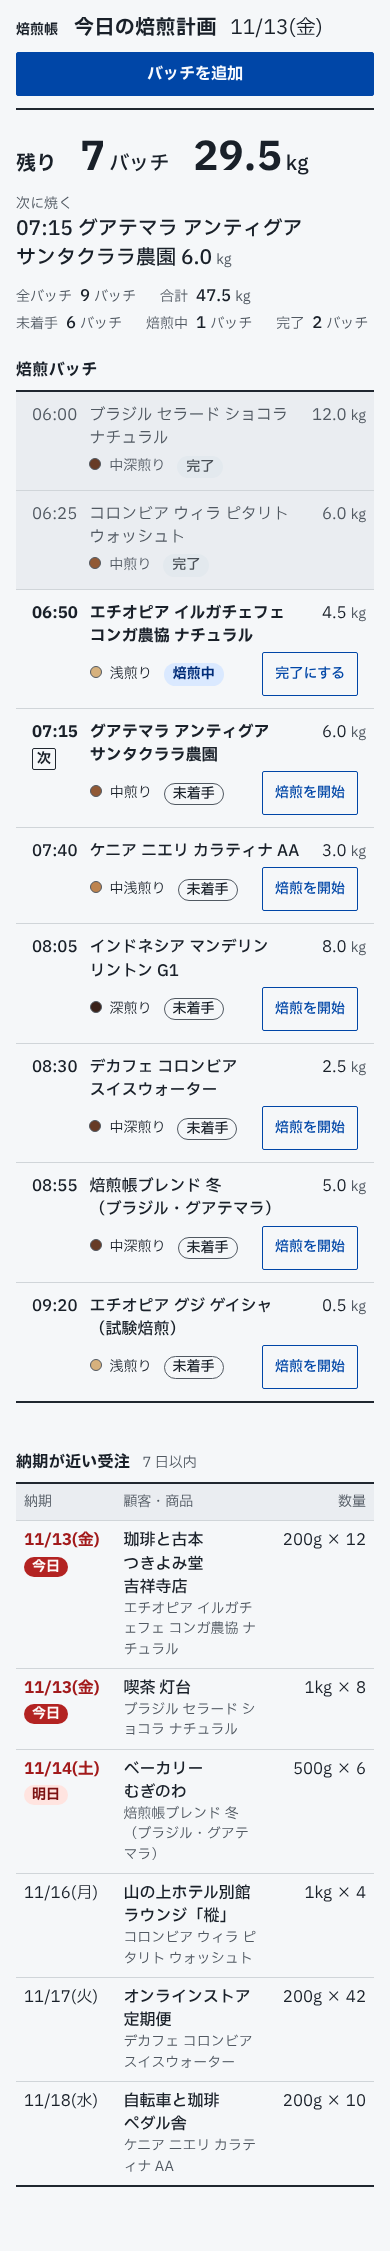 焙煎帳 今日の焙煎計画 11/13(金)
バッチを追加
残り 7 バッチ 29.5 kg
次に焼く
07:15 グアテマラ アンティグア
サンタクララ農園 6.0 kg
全バッチ 9 バッチ 合計 47.5 kg
未着手 6 バッチ 焙煎中 1 バッチ 完了 2 バッチ
焙煎バッチ
06:00 ブラジル セラード ショコラ 12.0 kg
ナチュラル
中深煎り 完了
06:25 コロンビア ウィラ ピタリト 6.0 kg
ウォッシュト
中煎り 完了
06:50 エチオピア イルガチェフェ 4.5 kg
コンガ農協 ナチュラル
浅煎り 焙煎中 完了にする
07:15 グアテマラ アンティグア 6.0 kg
次 サンタクララ農園
中煎り 未着手 焙煎を開始
07:40 ケニア ニエリ カラティナ AA 3.0 kg
中浅煎り 未着手 焙煎を開始
08:05 インドネシア マンデリン 8.0 kg
リントン G1
深煎り 未着手 焙煎を開始
08:30 デカフェ コロンビア 2.5 kg
スイスウォーター
中深煎り 未着手 焙煎を開始
08:55 焙煎帳ブレンド 冬 5.0 kg
（ブラジル・グアテマラ）
中深煎り 未着手 焙煎を開始
09:20 エチオピア グジ ゲイシャ 0.5 kg
（試験焙煎）
浅煎り 未着手 焙煎を開始
納期が近い受注 7 日以内
納期 顧客・商品 数量
11/13(金) 珈琲と古本 200g × 12
今日 つきよみ堂
吉祥寺店
エチオピア イルガチ
ェフェ コンガ農協 ナ
チュラル
11/13(金) 喫茶 灯台 1kg × 8
今日 ブラジル セラード シ
ョコラ ナチュラル
11/14(土) ベーカリー 500g × 6
明日 むぎのわ
焙煎帳ブレンド 冬
（ブラジル・グアテ
マラ）
11/16(月) 山の上ホテル別館 1kg × 4
ラウンジ「樅」
コロンビア ウィラ ピ
タリト ウォッシュト
11/17(火) オンラインストア 200g × 42
定期便
デカフェ コロンビア
スイスウォーター
11/18(水) 自転車と珈琲 200g × 10
ペダル舎
ケニア ニエリ カラテ
ィナ AA